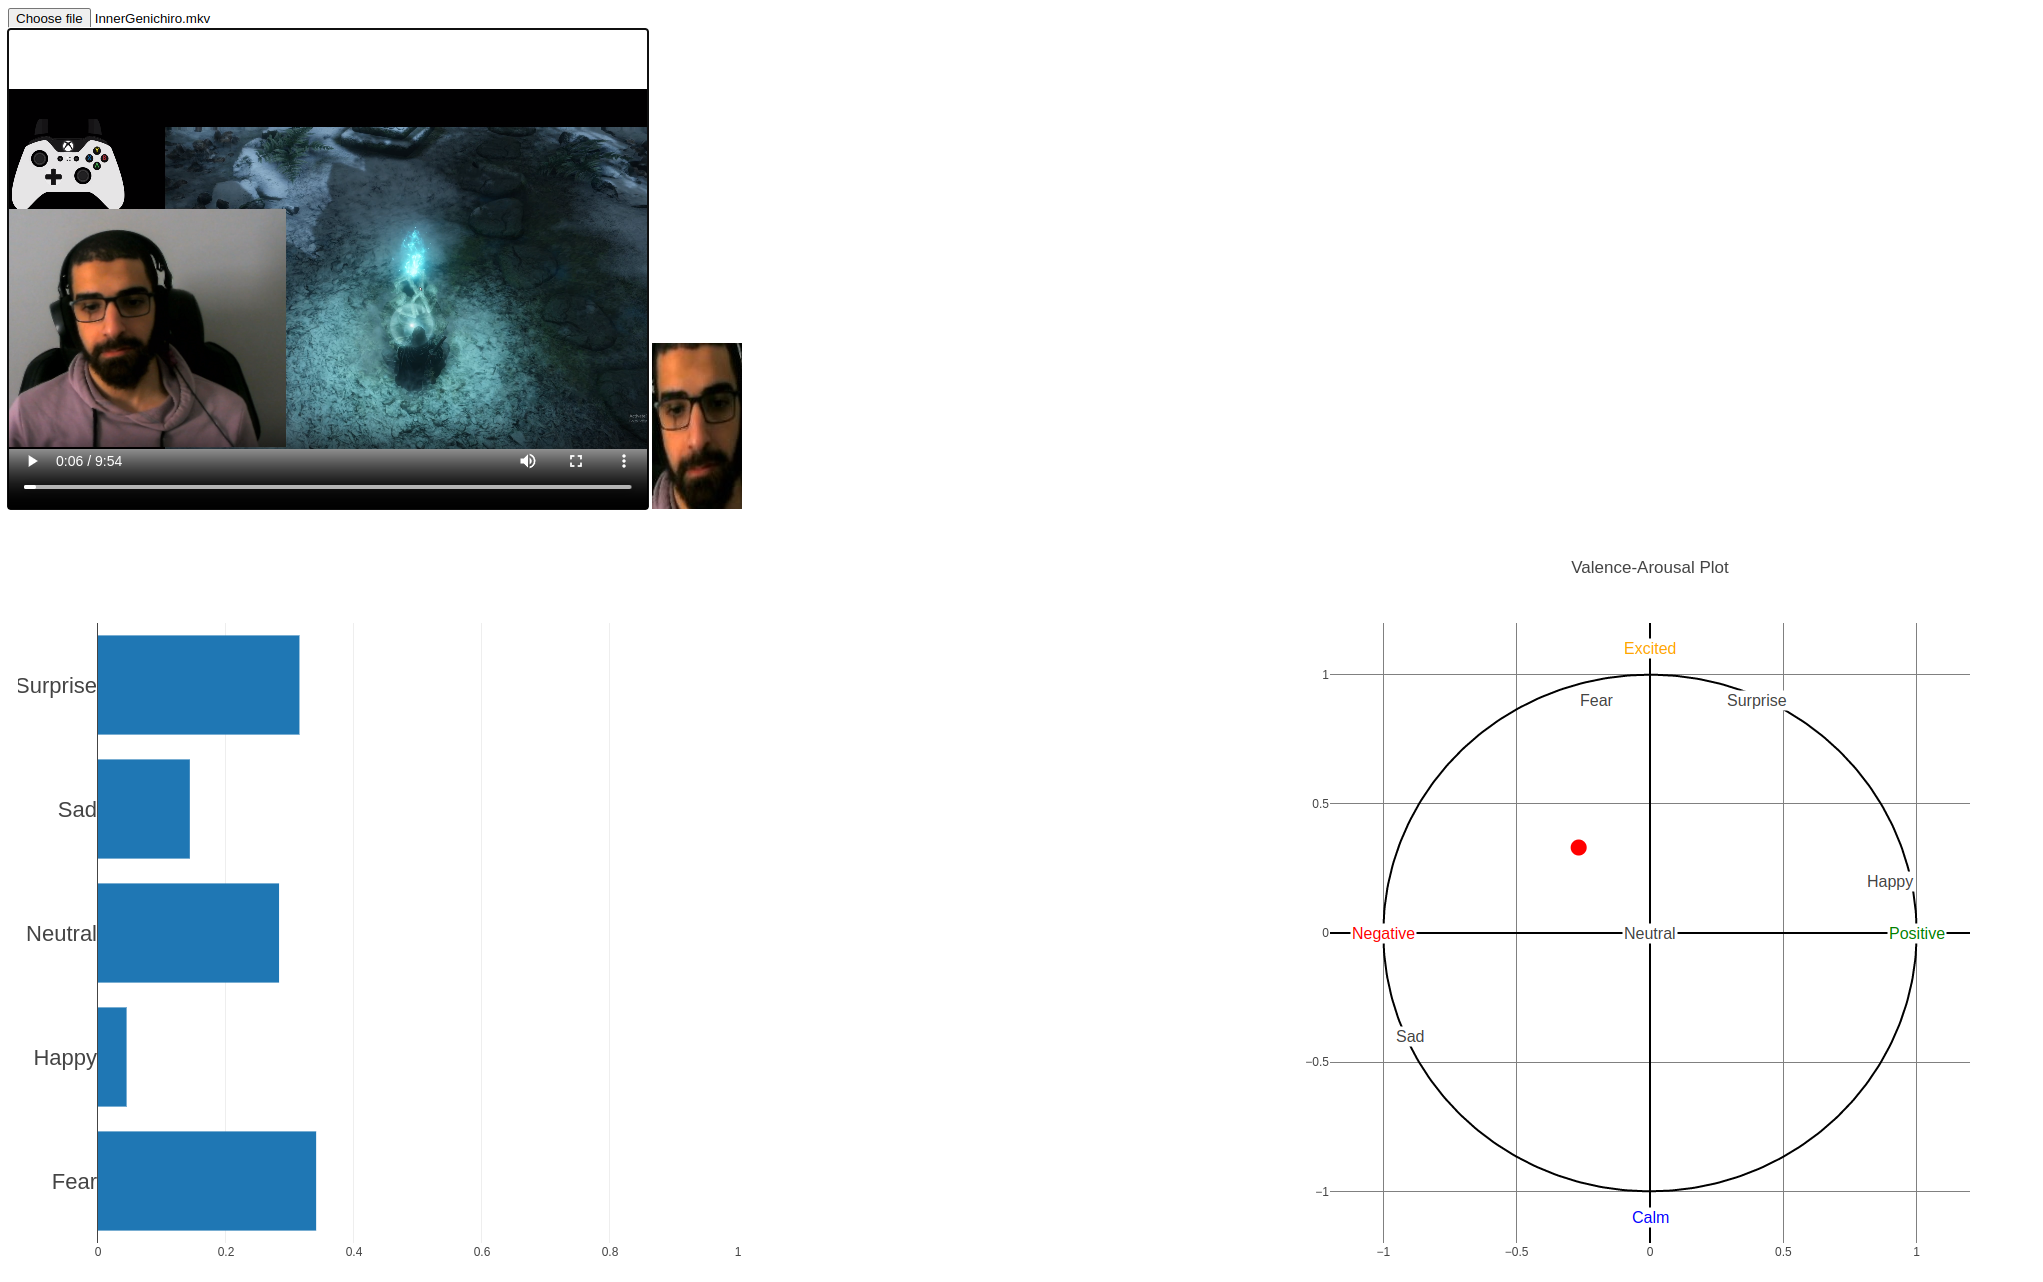 Choose file InnerGenichiro.mkv
0:06 / 9:54
Valence-Arousal Plot
Surprise
Sad
Neutral
Happy
Fear
0 0.2 0.4 0.6 0.8 1
Excited
Fear Surprise
Happy
Negative Neutral Positive
Sad
Calm
1
0.5
0
−0.5
−1
−1 −0.5 0 0.5 1